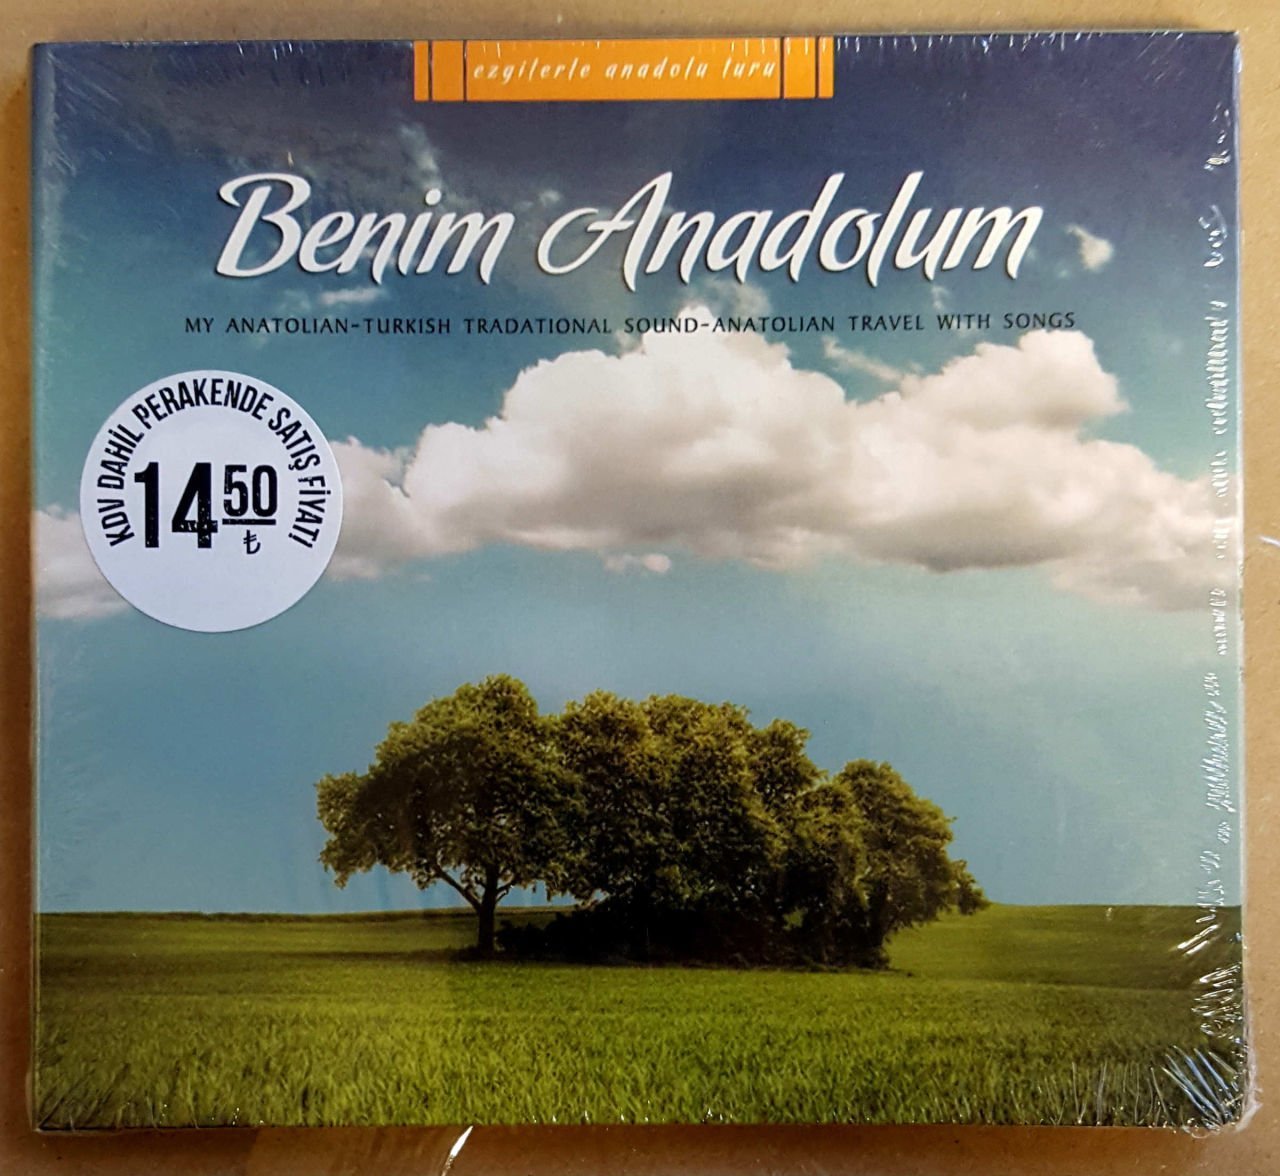 ezgilerle anadolu turu
Benim Anadolum
MY ANATOLIAN-TURKISH TRADATIONAL SOUND-ANATOLIAN TRAVEL WITH SONGS
KDV DAHİL PERAKENDE SATIŞ FİYATI
14 50
₺